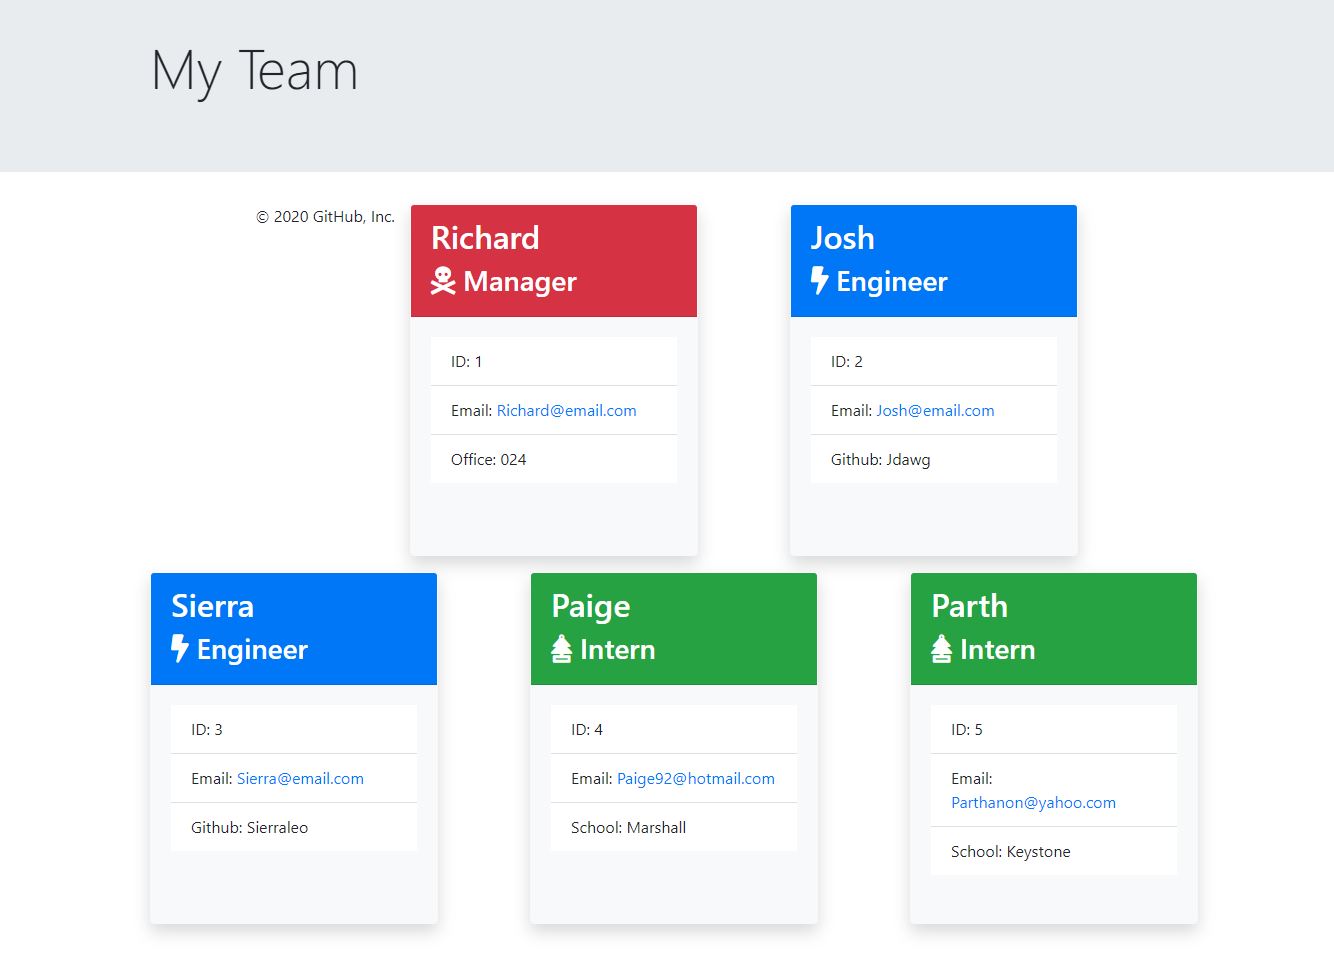 My Team
© 2020 GitHub, Inc.
Richard
Manager
ID: 1
Email: Richard@email.com
Office: 024
Josh
Engineer
ID: 2
Email: Josh@email.com
Github: Jdawg
Sierra
Engineer
ID: 3
Email: Sierra@email.com
Github: Sierraleo
Paige
Intern
ID: 4
Email: Paige92@hotmail.com
School: Marshall
Parth
Intern
ID: 5
Email:
Parthanon@yahoo.com
School: Keystone